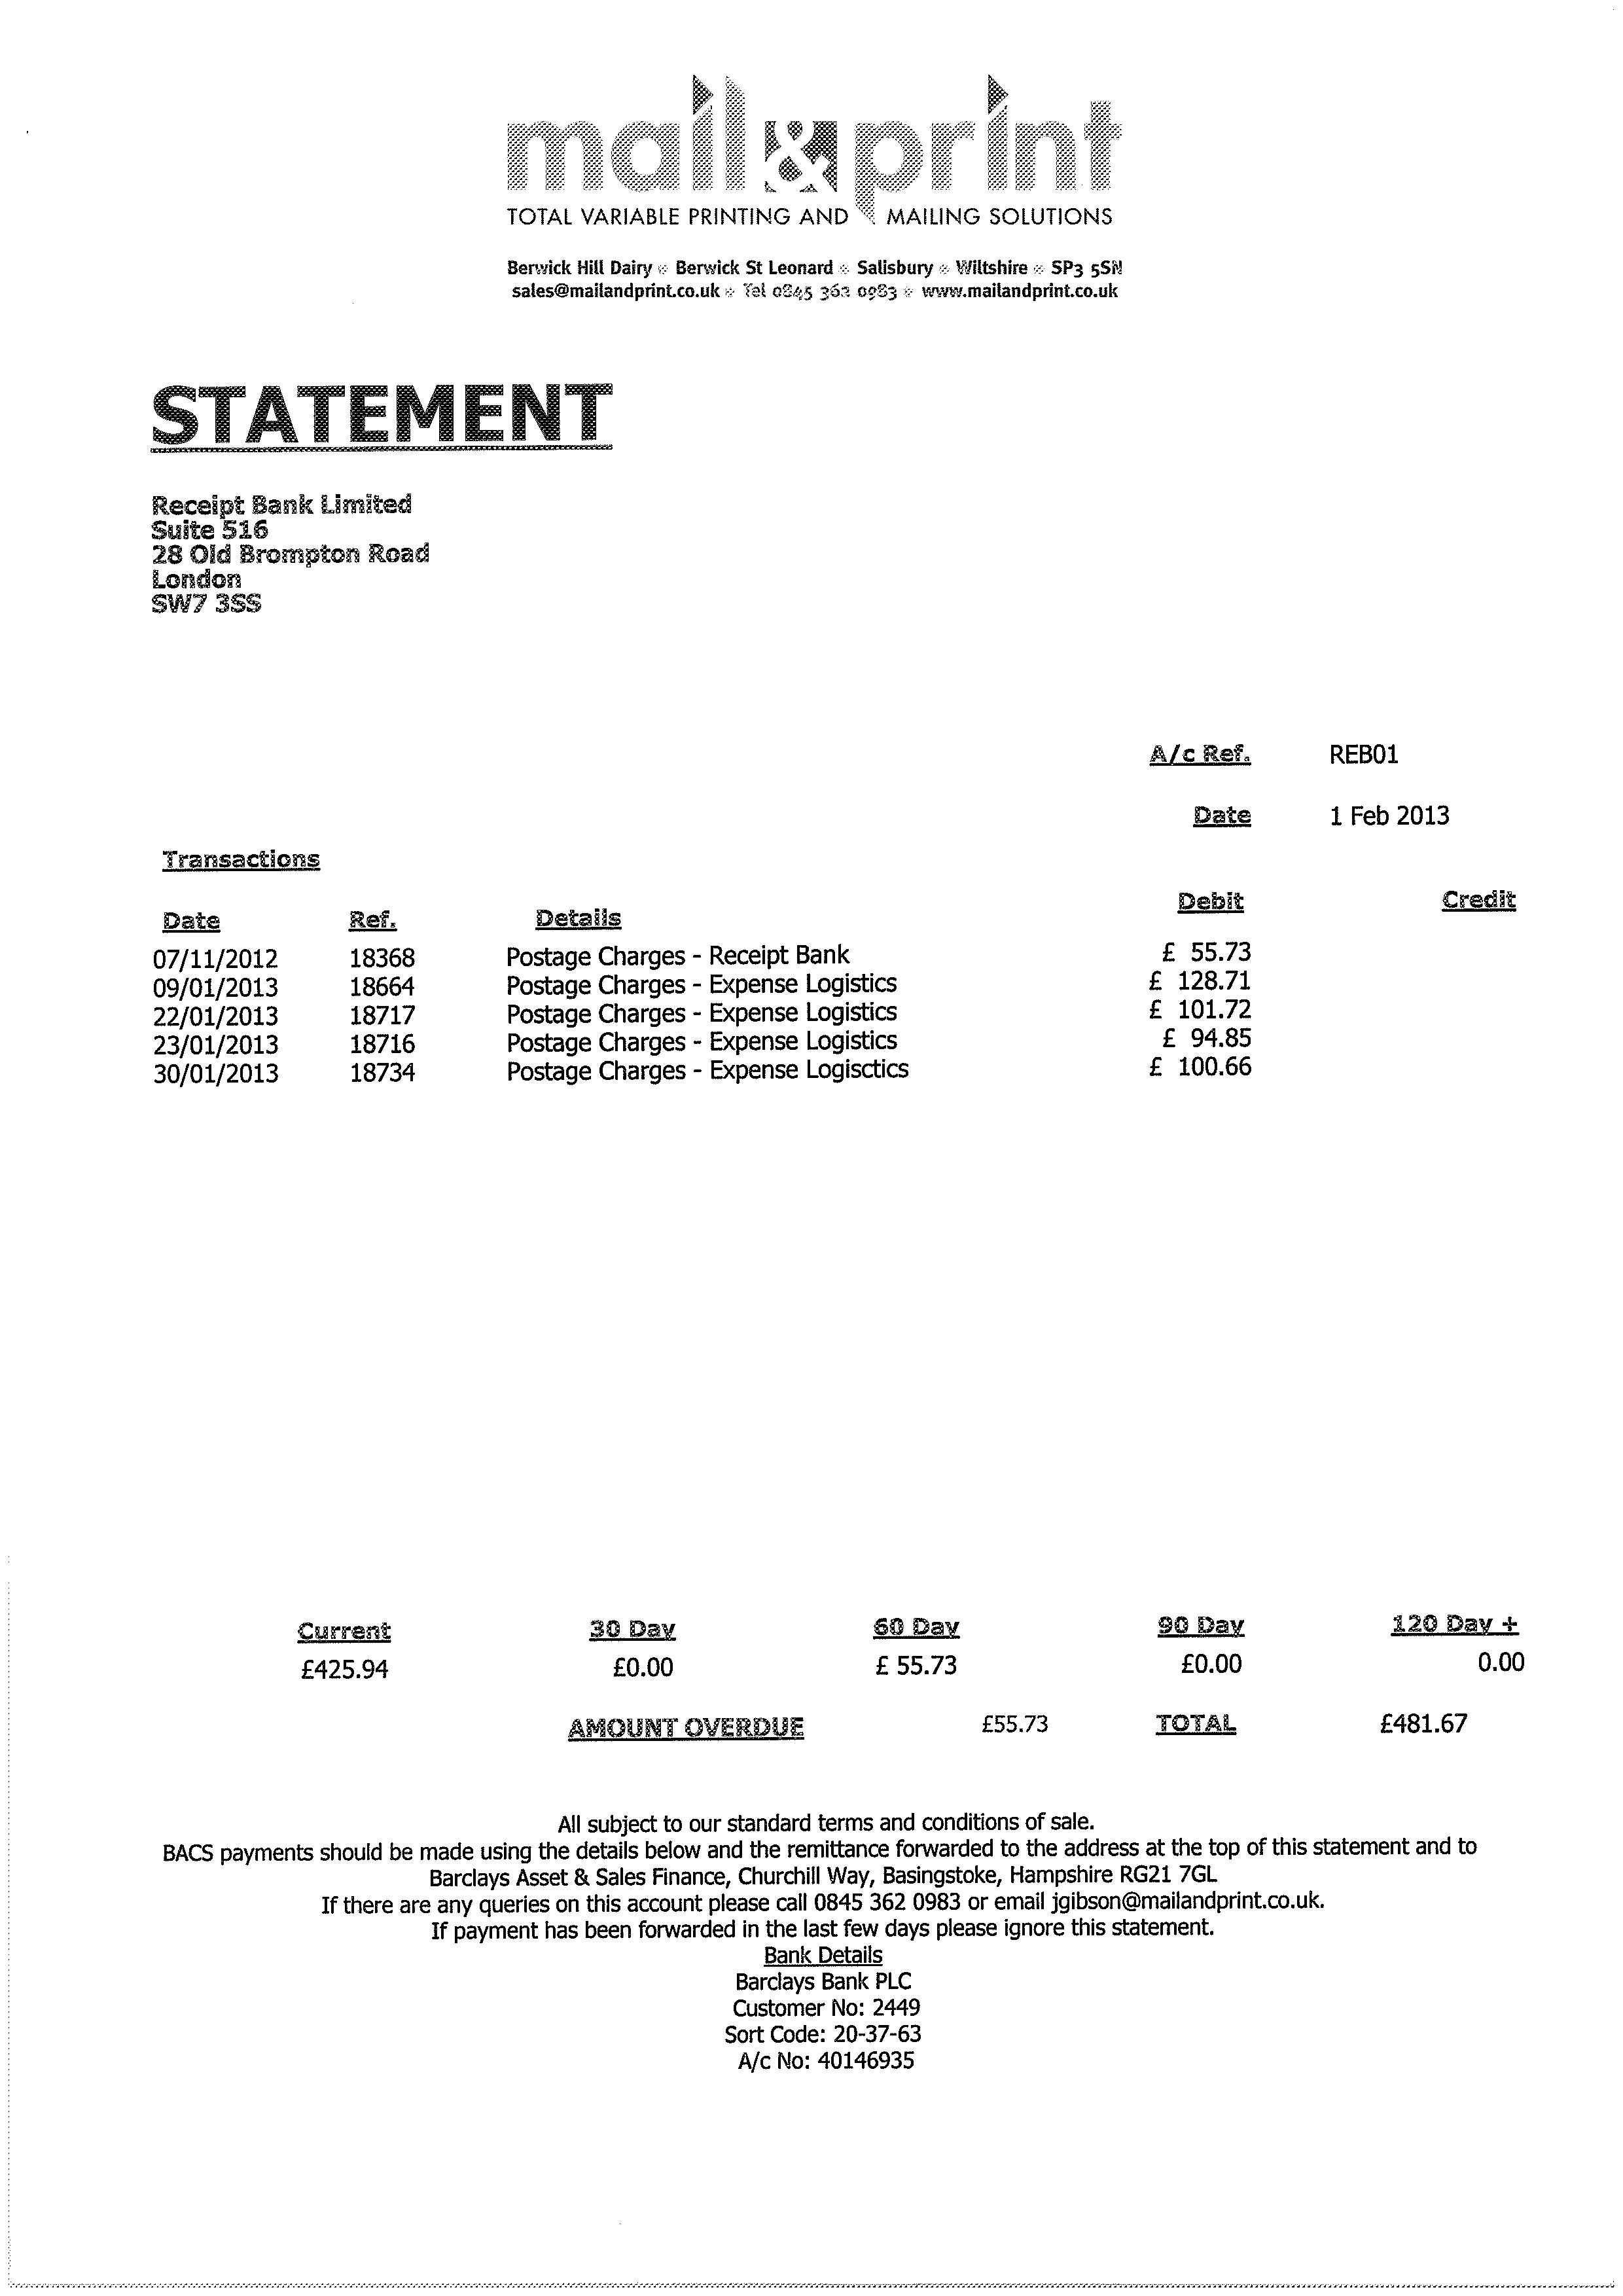 mail&print
TOTAL VARIABLE PRINTING AND MAILING SOLUTIONS
Berwick Hill Dairy Berwick St Leonard Salisbury Wiltshire SP3 5SN
sales@mailandprint.co.uk Tel 0845 362 0983 www.mailandprint.co.uk
STATEMENT
Receipt Bank Limited
Suite 516
28 Old Brompton Road
London
SW7 3SS
A/c Ref. REB01
Date 1 Feb 2013
Transactions
Date Ref. Details Debit Credit
07/11/2012 18368 Postage Charges - Receipt Bank £ 55.73
09/01/2013 18664 Postage Charges - Expense Logistics £ 128.71
22/01/2013 18717 Postage Charges - Expense Logistics £ 101.72
23/01/2013 18716 Postage Charges - Expense Logistics £ 94.85
30/01/2013 18734 Postage Charges - Expense Logisctics £ 100.66
Current 30 Day 60 Day 90 Day 120 Day +
£425.94 £0.00 £ 55.73 £0.00 0.00
AMOUNT OVERDUE £55.73 TOTAL £481.67
All subject to our standard terms and conditions of sale.
BACS payments should be made using the details below and the remittance forwarded to the address at the top of this statement and to
Barclays Asset & Sales Finance, Churchill Way, Basingstoke, Hampshire RG21 7GL
If there are any queries on this account please call 0845 362 0983 or email jgibson@mailandprint.co.uk.
If payment has been forwarded in the last few days please ignore this statement.
Bank Details
Barclays Bank PLC
Customer No: 2449
Sort Code: 20-37-63
A/c No: 40146935